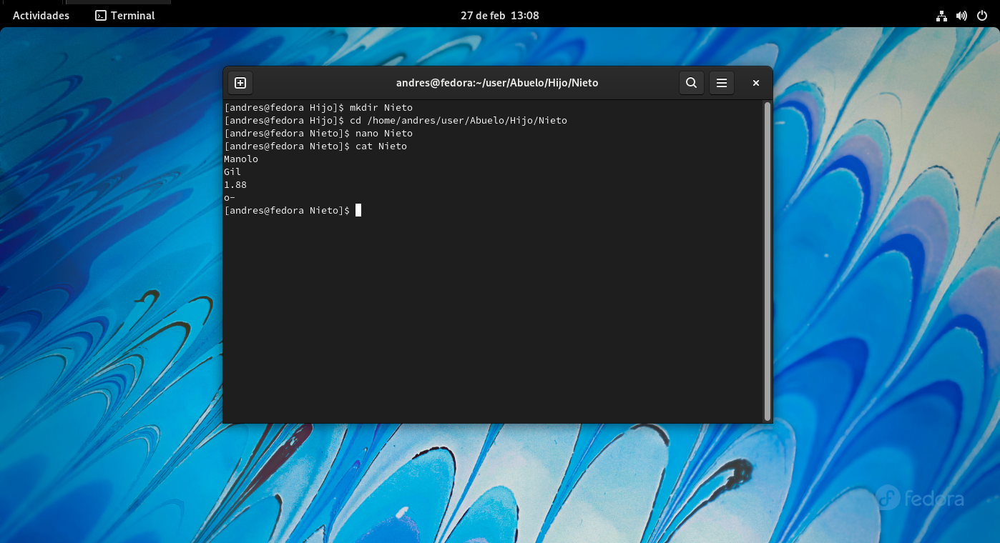 Actividades Terminal 27 de feb 13:08
andres@fedora:~/user/Abuelo/Hijo/Nieto
[andres@fedora Hijo]$ mkdir Nieto
[andres@fedora Hijo]$ cd /home/andres/user/Abuelo/Hijo/Nieto
[andres@fedora Nieto]$ nano Nieto
[andres@fedora Nieto]$ cat Nieto
Manolo
Gil
1.88
o-
[andres@fedora Nieto]$
fedora